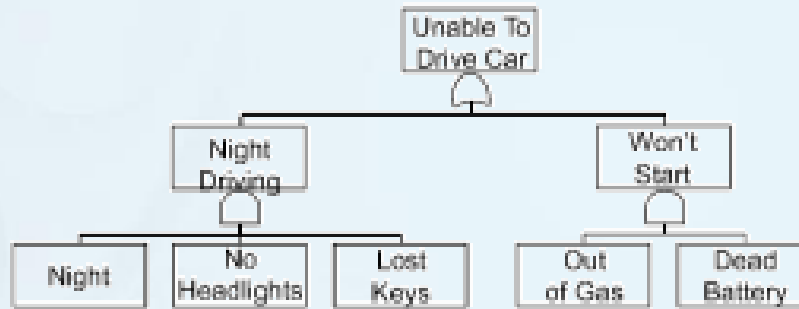 Unable To
Drive Car
Night
Driving
Won't
Start
Night
No
Headlights
Lost
Keys
Out
of Gas
Dead
Battery